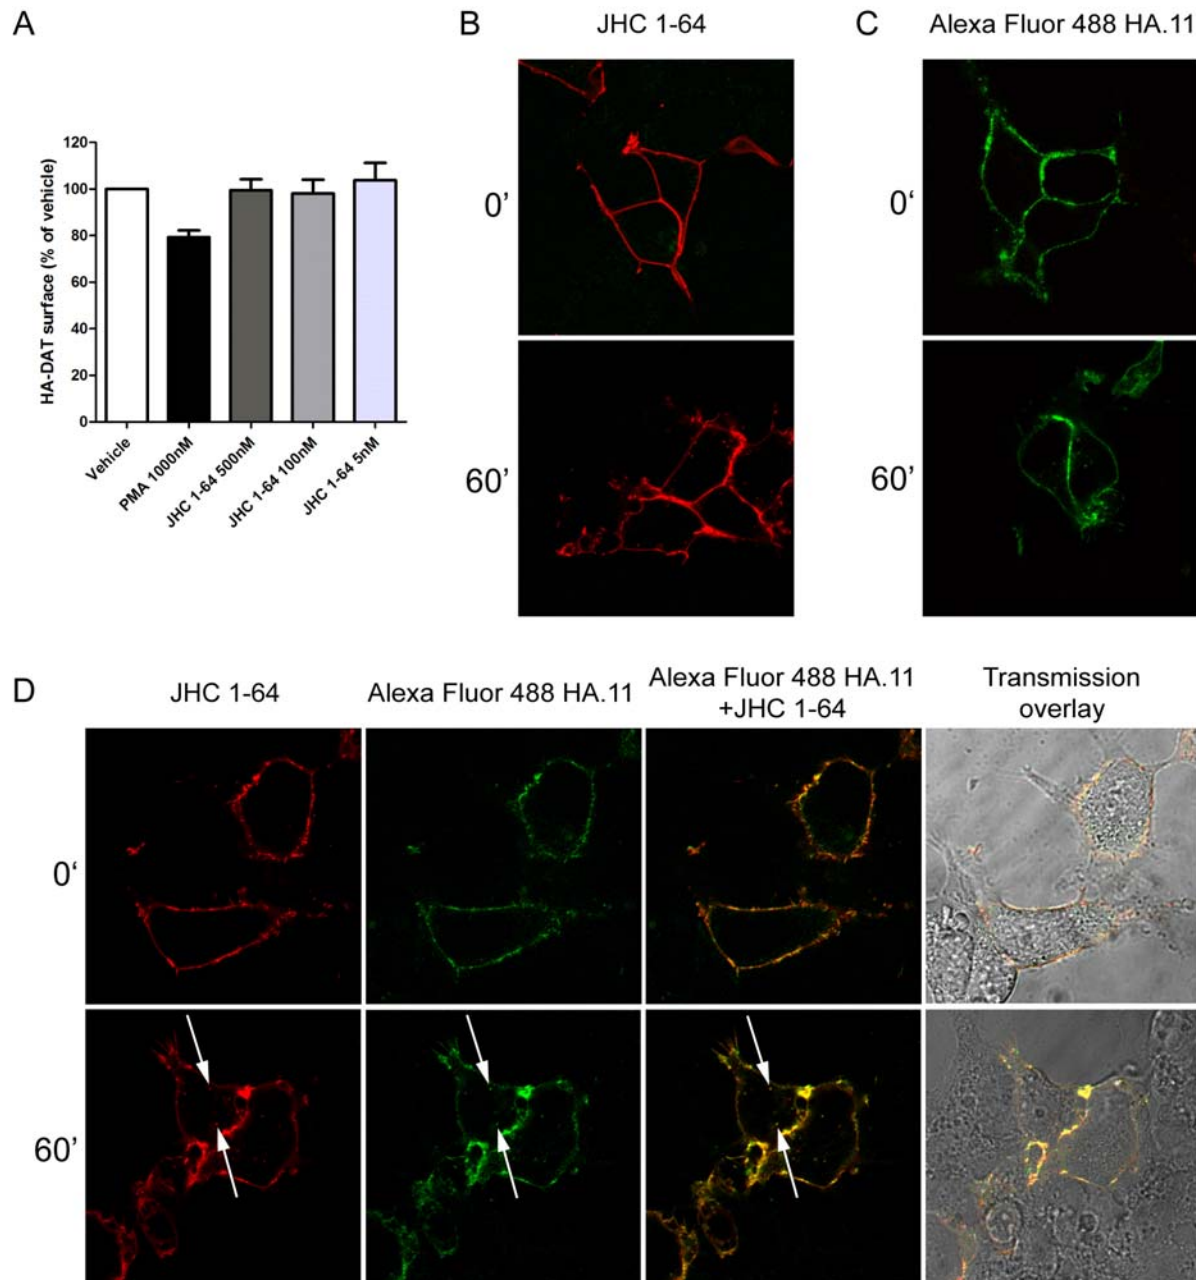 A
HA-DAT surface (% of vehicle)
120
100
80
60
40
20
0
Vehicle
PMA 1000nM
JHC 1-64 500nM
JHC 1-64 100nM
JHC 1-64 5nM
B
JHC 1-64
0’
60’
C
Alexa Fluor 488 HA.11
0‘
60’
D
JHC 1-64
Alexa Fluor 488 HA.11
Alexa Fluor 488 HA.11
+JHC 1-64
Transmission
overlay
0‘
60’